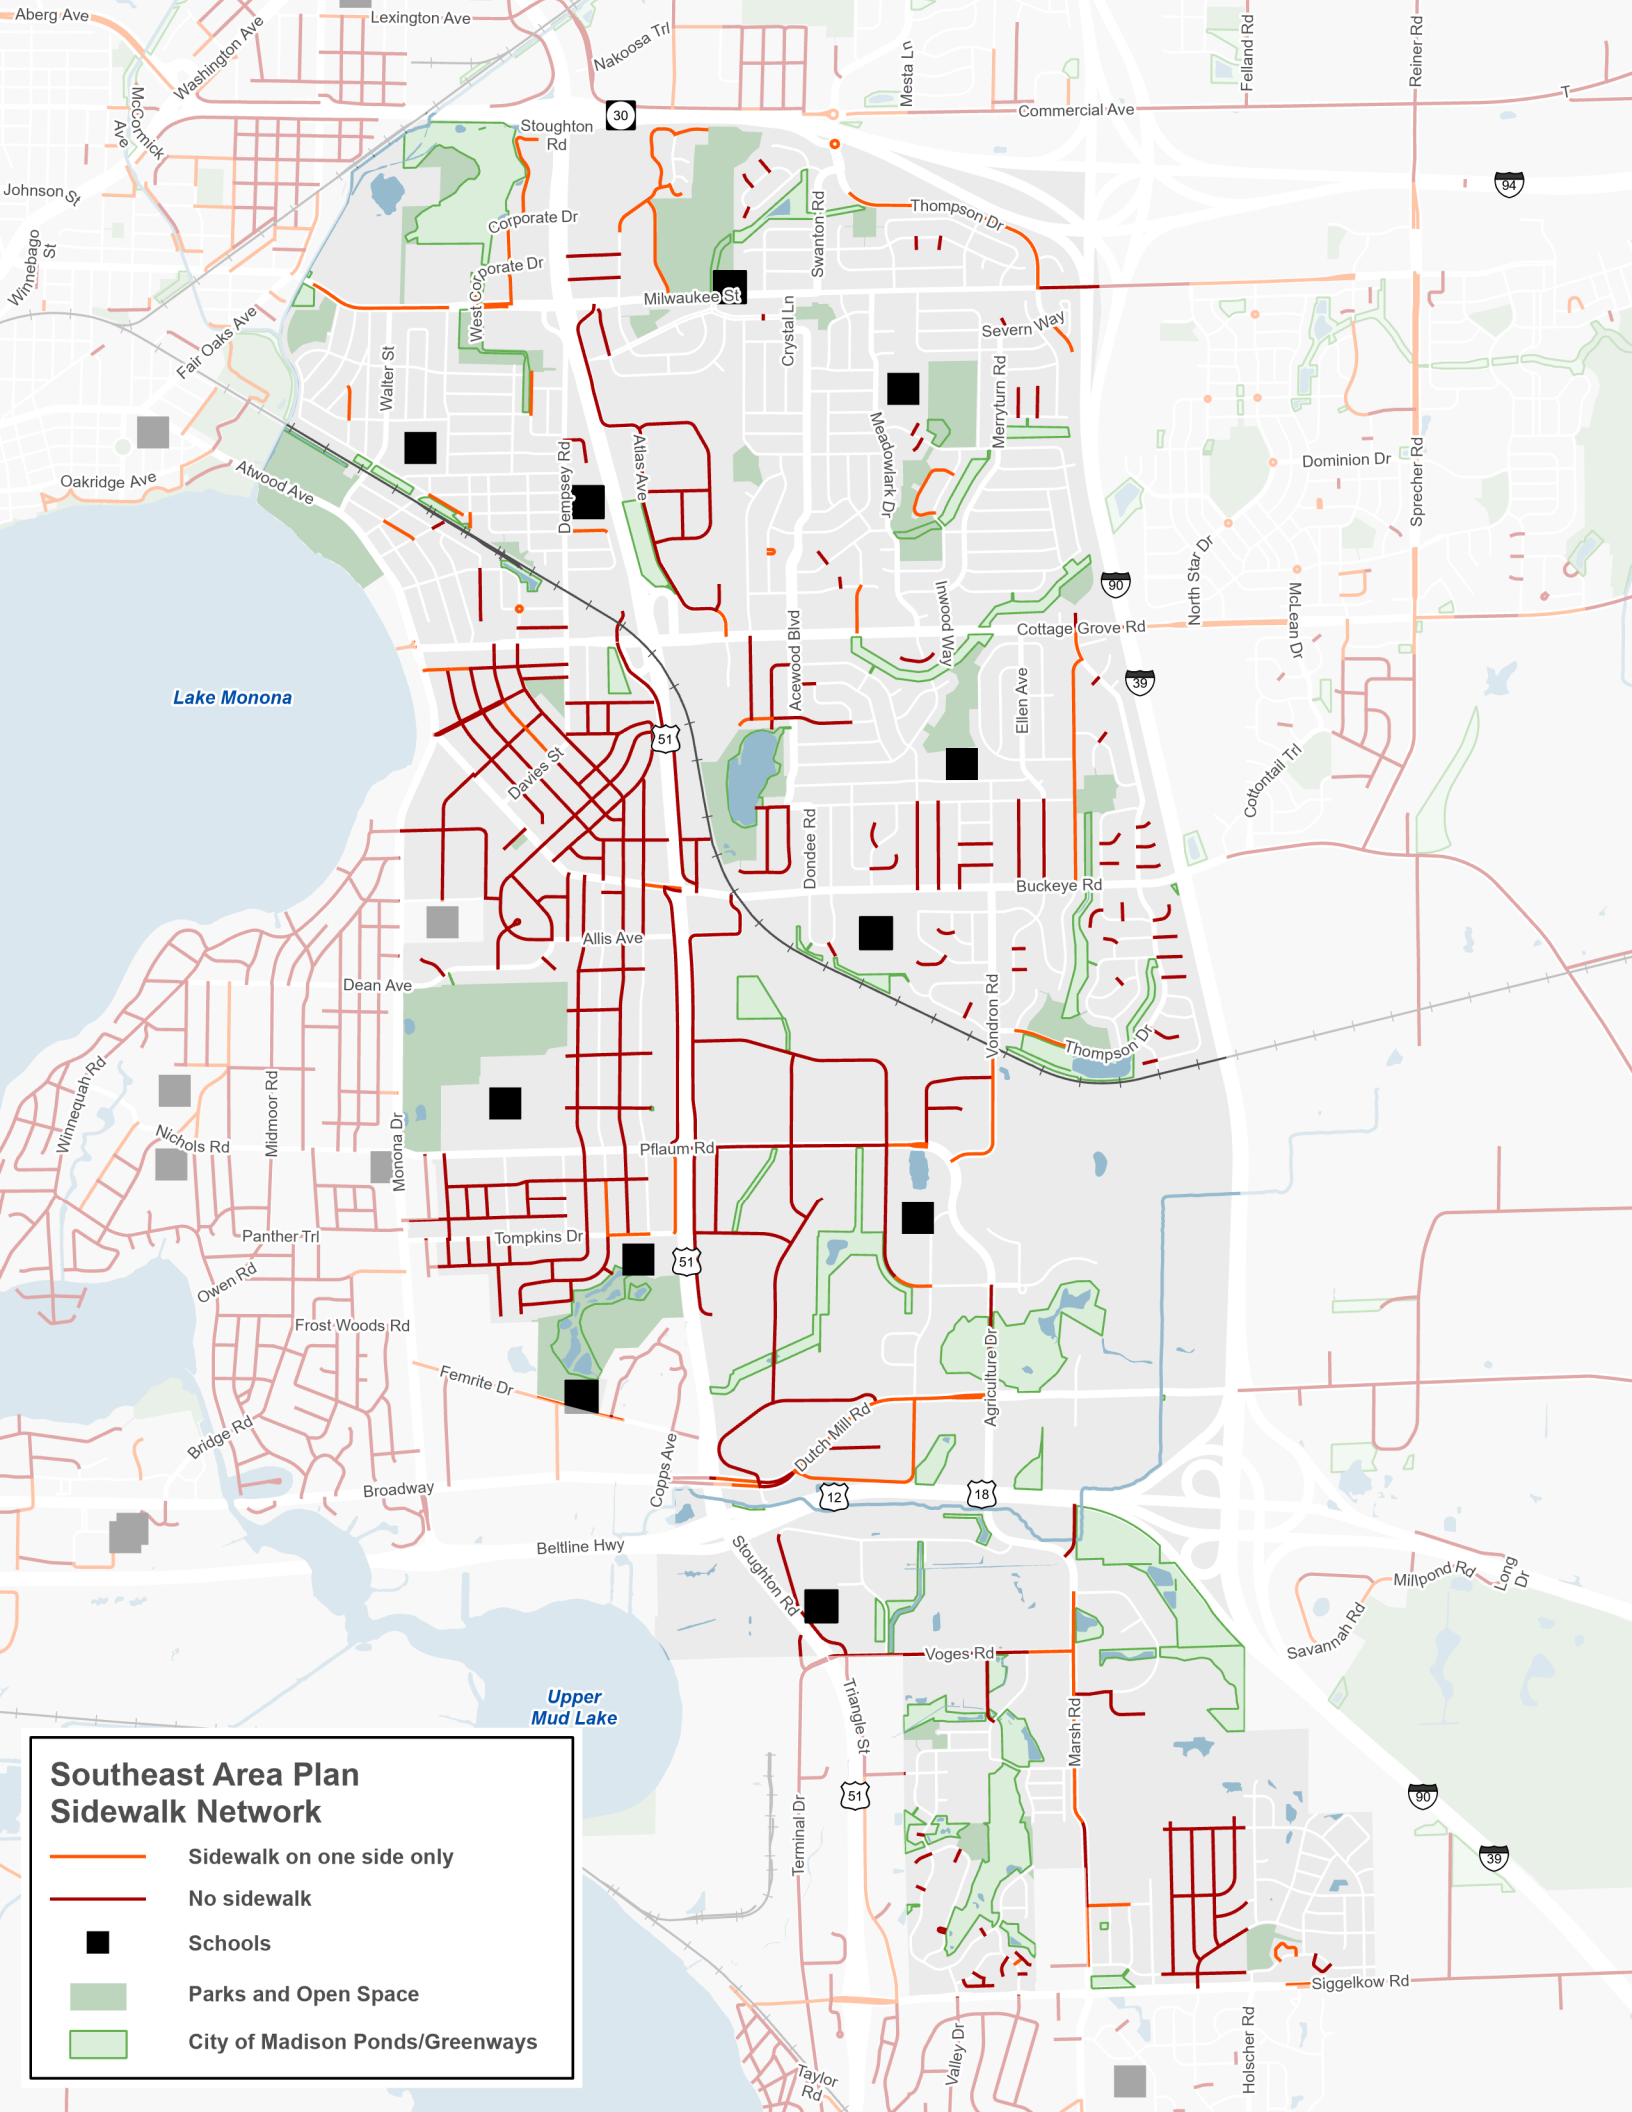 Aberg Ave
Lexington Ave
Washington Ave
Nakoosa Trl
Mesta Ln
Felland Rd
Reiner Rd
McCormick
Ave
Stoughton
Rd
30
Commercial Ave
T
Johnson St
94
Winnebago
St
Corporate Dr
Thompson Dr
Swanton Rd
West Corporate Dr
Milwaukee St
Fair Oaks Ave
Walter St
Crystal Ln
Severn Way
Merryturn Rd
Meadowlark Dr
Atlas Ave
Dempsey Rd
Oakridge Ave
Atwood Ave
Dominion Dr
Sprecher Rd
North Star Dr
90
McLean Dr
Inwood Way
Cottage Grove Rd
Acewood Blvd
Ellen Ave
39
Lake Monona
51
Davies St
Cottontail Trl
Dondee Rd
Buckeye Rd
Allis Ave
Dean Ave
Vondron Rd
Thompson Dr
Winnequah Rd
Midmoor Rd
Nichols Rd
Monona Dr
Pflaum Rd
Panther Trl
Tompkins Dr
51
Owen Rd
Frost Woods Rd
Femrite Dr
Agriculture Dr
Bridge Rd
Dutch Mill Rd
Copps Ave
Broadway
12
18
Beltline Hwy
Stoughton Rd
Millpond Rd
Long
Dr
Savannah Rd
Voges Rd
Upper
Mud Lake
Triangle St
Marsh Rd
51
90
Terminal Dr
39
Siggelkow Rd
Valley Dr
Holscher Rd
Taylor
Rd
Southeast Area Plan
Sidewalk Network
Sidewalk on one side only
No sidewalk
Schools
Parks and Open Space
City of Madison Ponds/Greenways